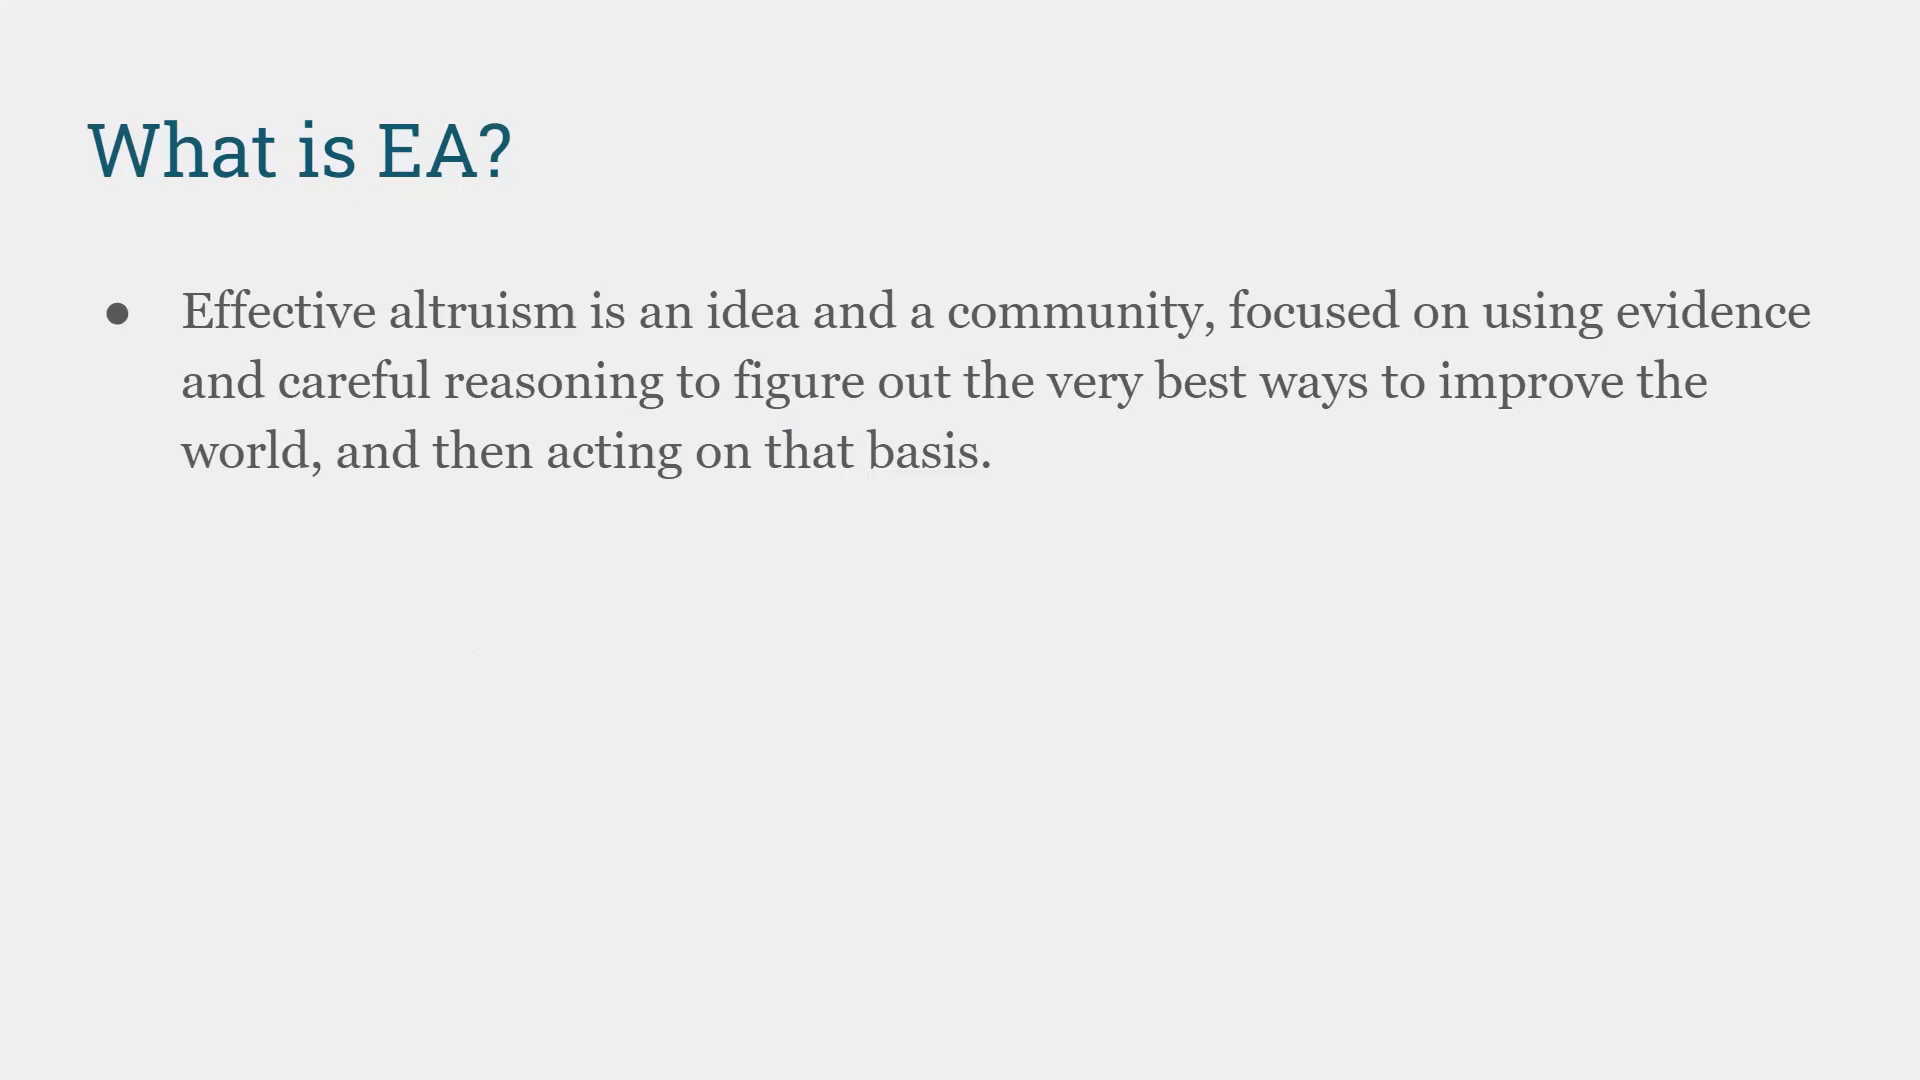 What is EA?
● Effective altruism is an idea and a community, focused on using evidence
and careful reasoning to figure out the very best ways to improve the
world, and then acting on that basis.